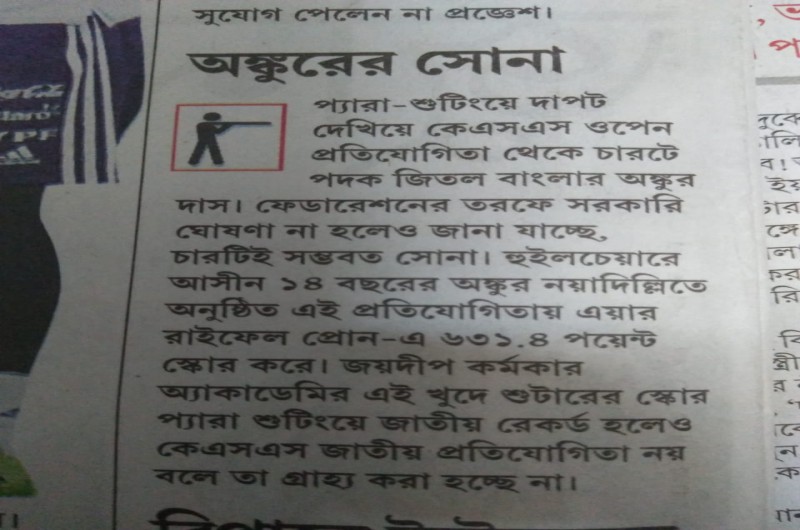 সুযোগ পেলেন না প্রজ্ঞেশ।
অঙ্কুরের সোনা
প্যারা-শুটিংয়ে দাপট
দেখিয়ে কেএসএস ওপেন
প্রতিযোগিতা থেকে চারটে
পদক জিতল বাংলার অঙ্কুর
দাস। ফেডারেশনের তরফে সরকারি
ঘোষণা না হলেও জানা যাচ্ছে,
চারটিই সম্ভবত সোনা। হুইলচেয়ারে
আসীন ১৪ বছরের অঙ্কুর নয়াদিল্লিতে
অনুষ্ঠিত এই প্রতিযোগিতায় এয়ার
রাইফেল প্রোন-এ ৬৩১.৪ পয়েন্ট
স্কোর করে। জয়দীপ কর্মকার
অ্যাকাডেমির এই খুদে শুটারের স্কোর
প্যারা শুটিংয়ে জাতীয় রেকর্ড হলেও
কেএসএস জাতীয় প্রতিযোগিতা নয়
বলে তা গ্রাহ্য করা হচ্ছে না।